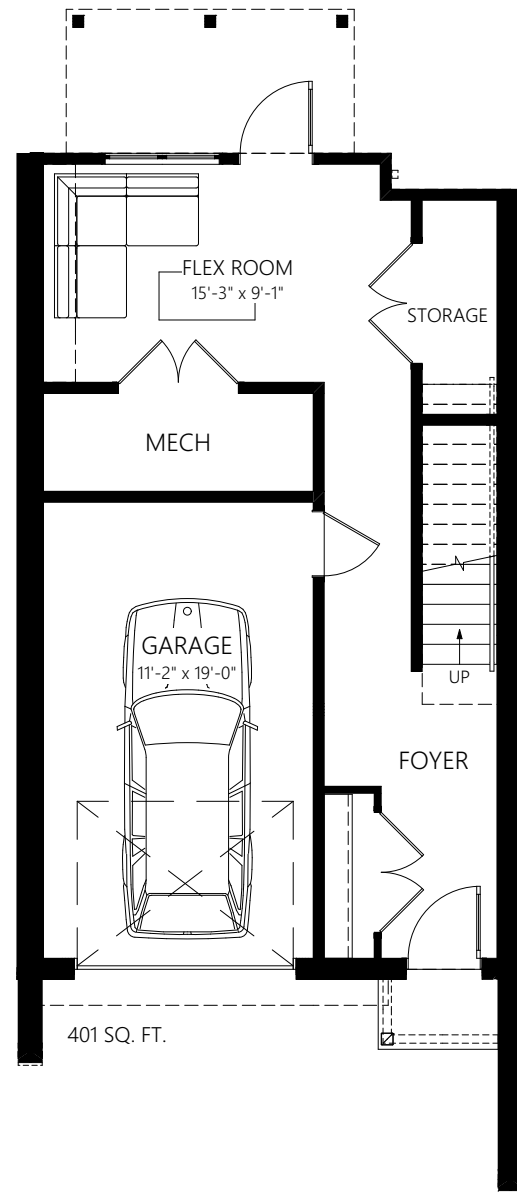 FLEX ROOM
15'-3" x 9'-1"
STORAGE
MECH
GARAGE
11'-2" x 19'-0"
UP
FOYER
401 SQ. FT.